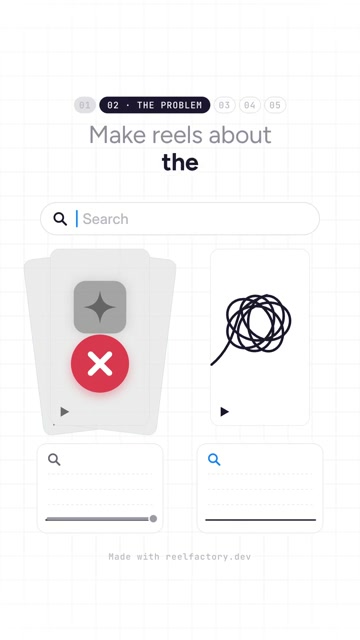 01 02 · THE PROBLEM 03 04 05
Make reels about
the
Search
Made with reelfactory.dev